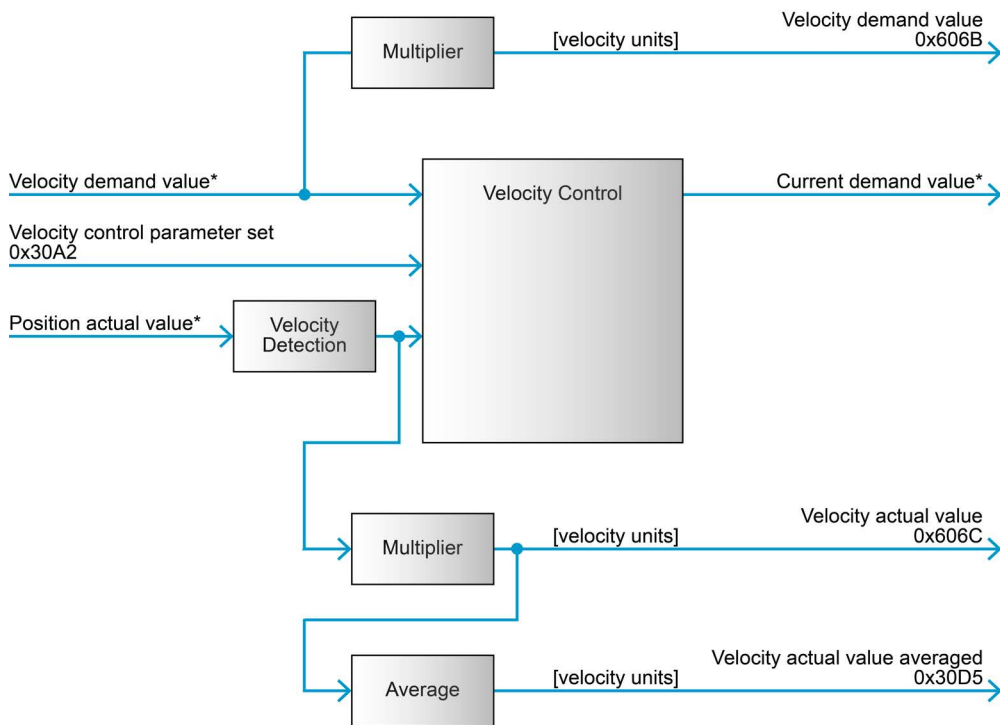 Velocity demand value
0x606B
Multiplier
[velocity units]
Velocity demand value*
Velocity Control
Current demand value*
Velocity control parameter set
0x30A2
Position actual value*
Velocity
Detection
Velocity actual value
0x606C
Multiplier
[velocity units]
Velocity actual value averaged
0x30D5
Average
[velocity units]